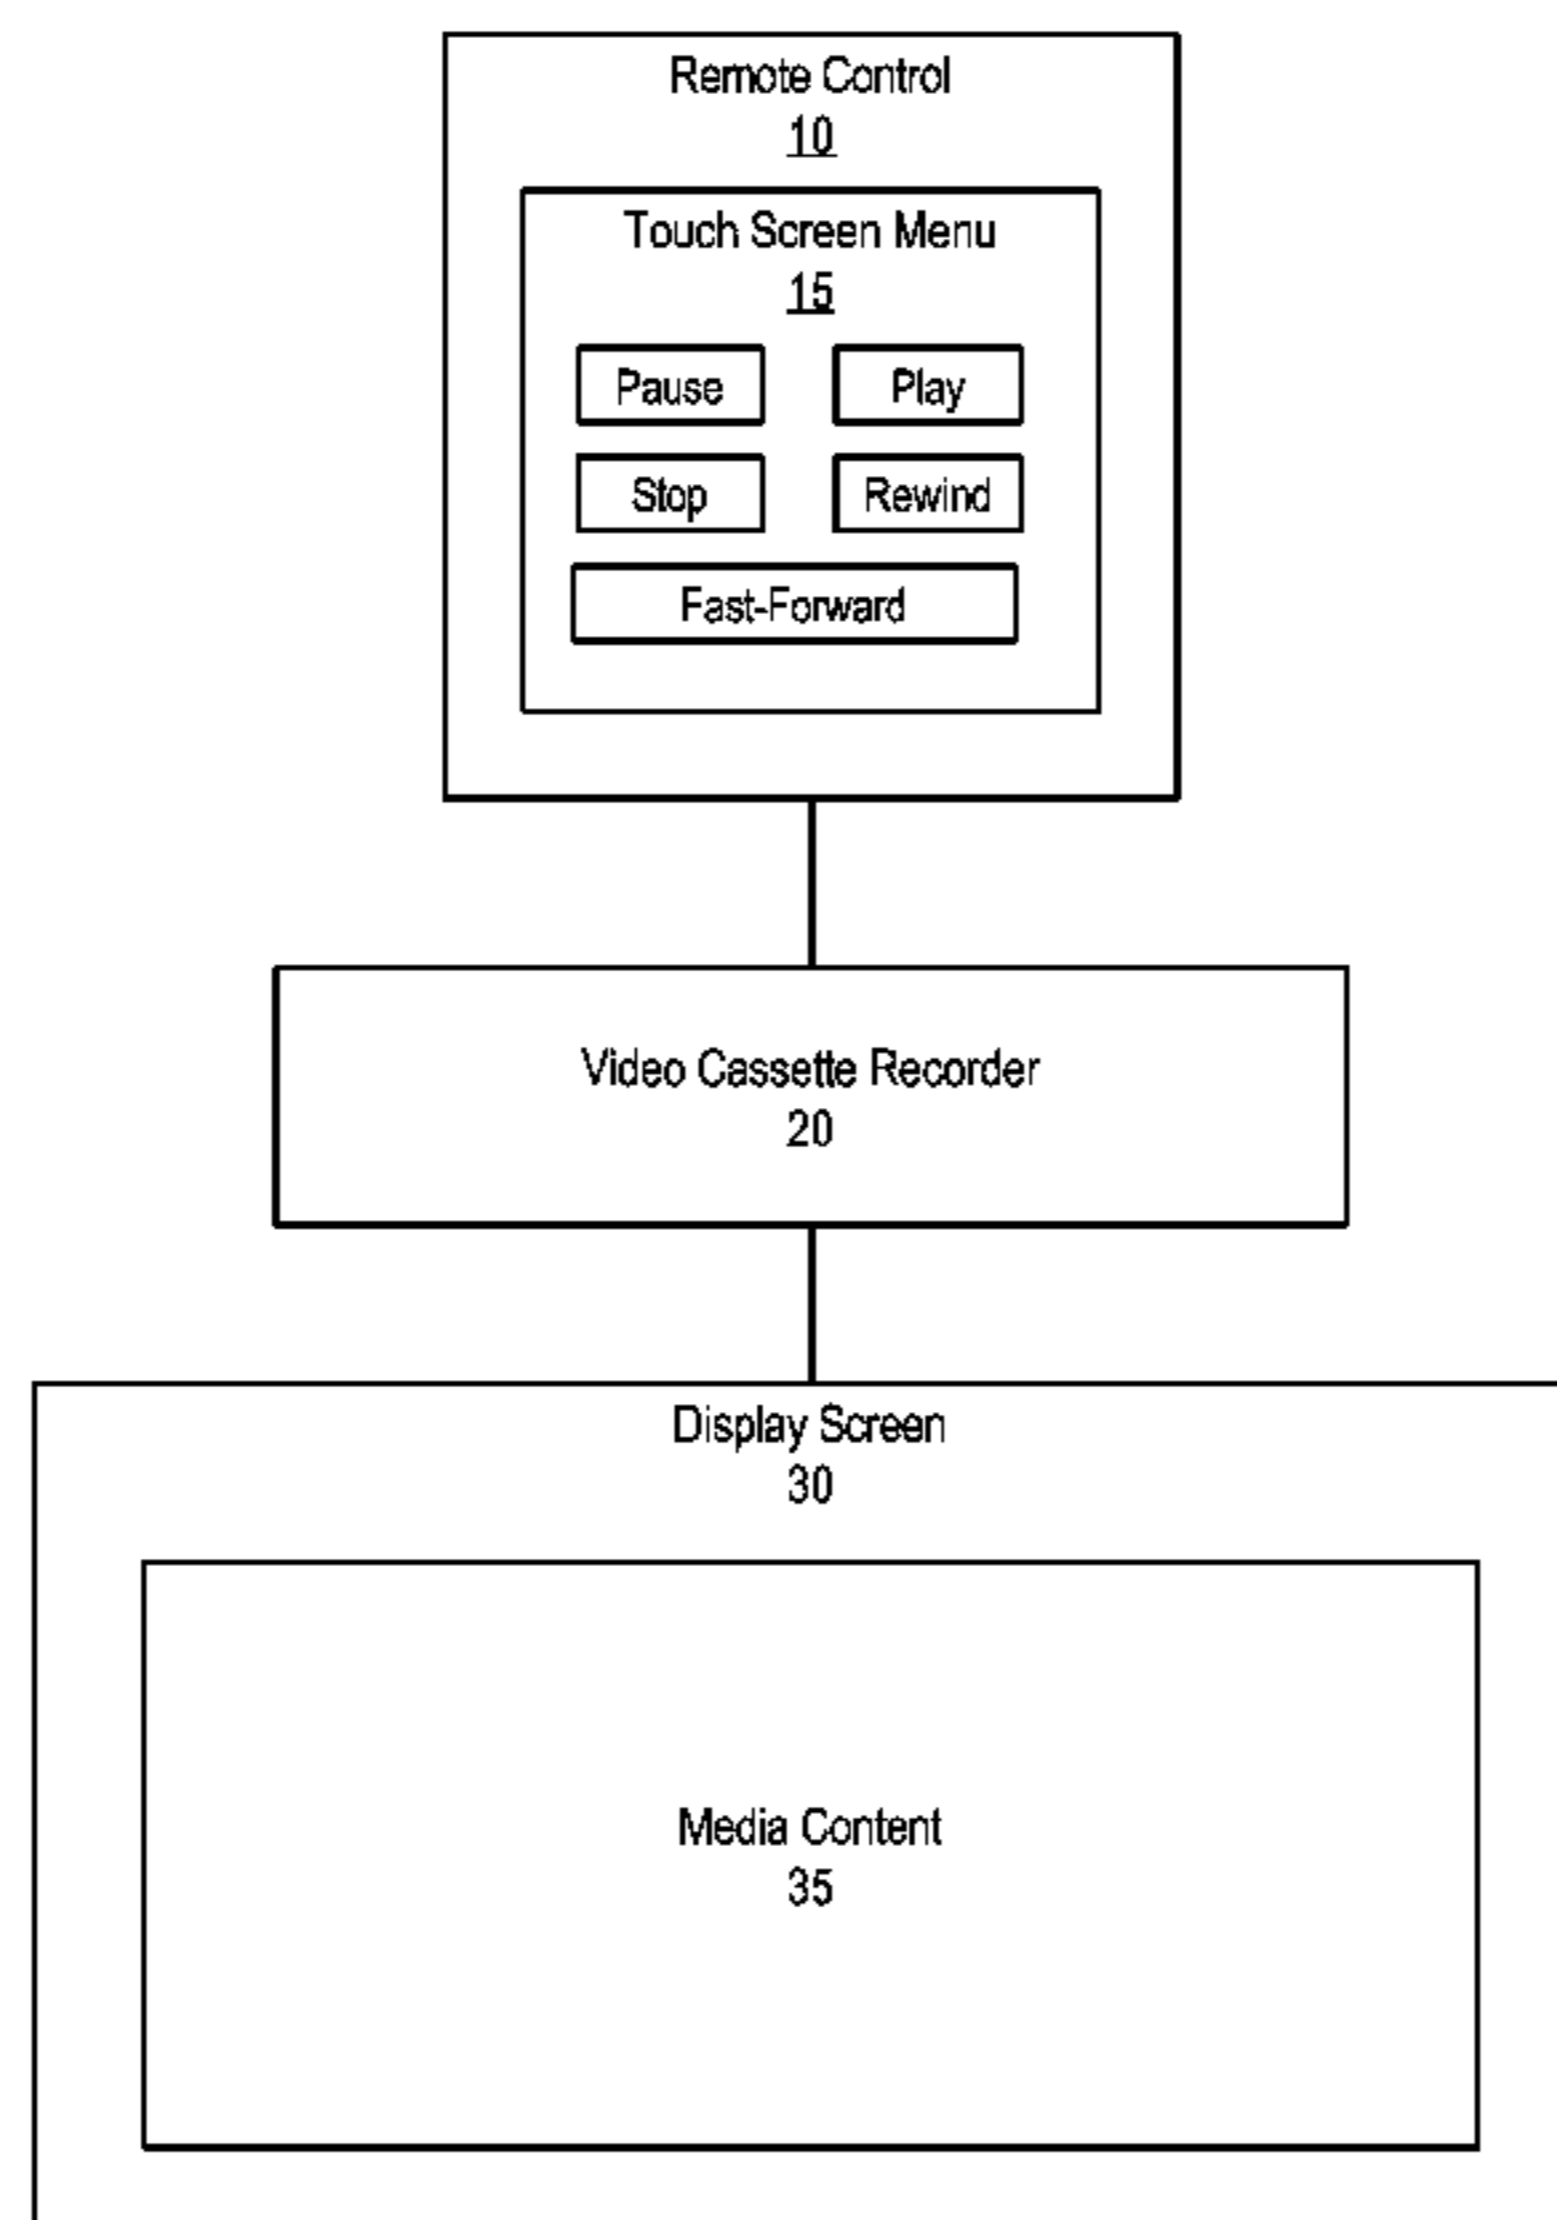 Remote Control
10
Touch Screen Menu
15
Pause Play
Stop Rewind
Fast-Forward
Video Cassette Recorder
20
Display Screen
30
Media Content
35